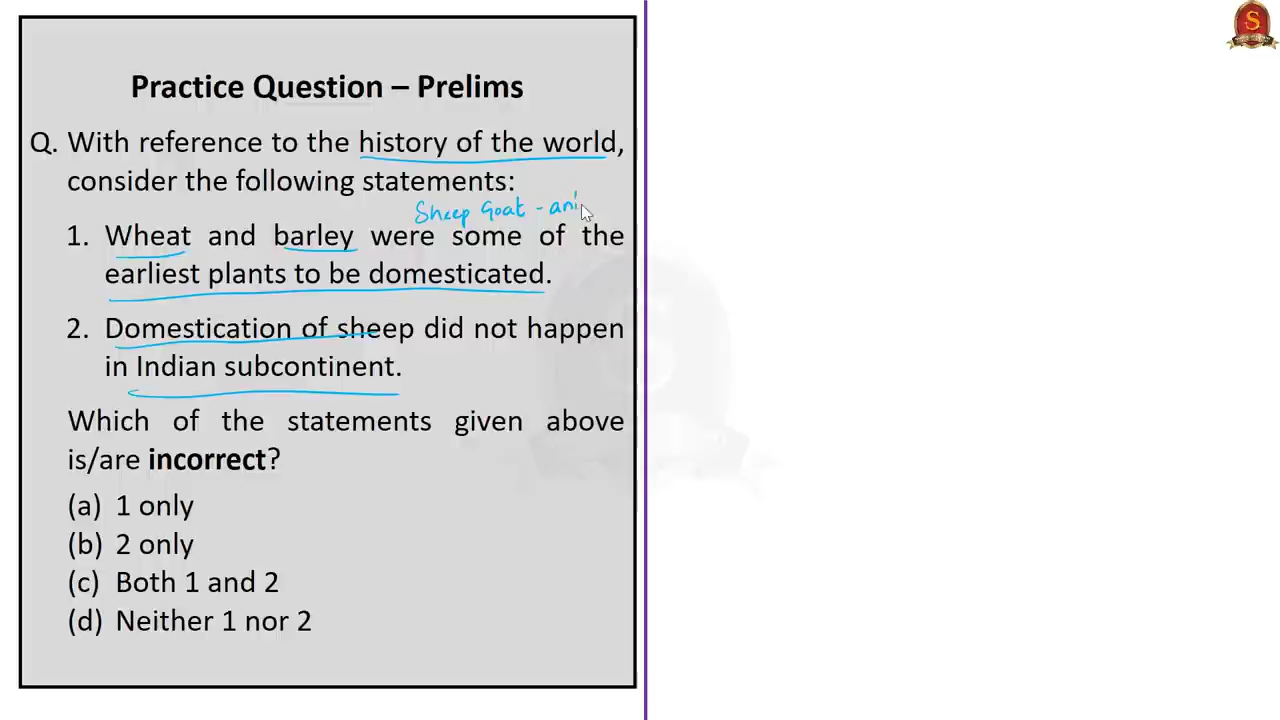 S
Practice Question – Prelims
Q. With reference to the history of the world,
consider the following statements:
Sheep Goat - ani
1. Wheat and barley were some of the
earliest plants to be domesticated.
2. Domestication of sheep did not happen
in Indian subcontinent.
Which of the statements given above
is/are incorrect?
(a) 1 only
(b) 2 only
(c) Both 1 and 2
(d) Neither 1 nor 2